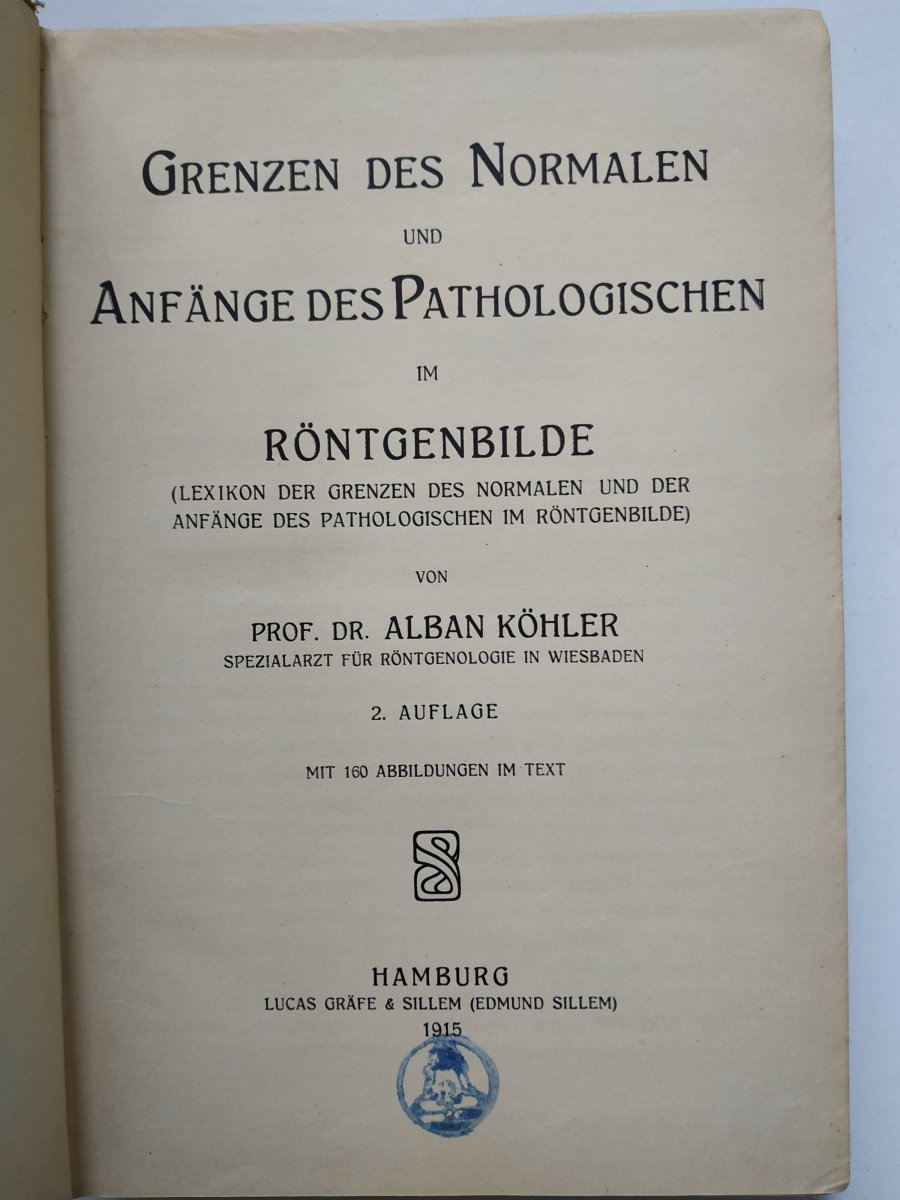 GRENZEN DES NORMALEN
UND
ANFÄNGE DES PATHOLOGISCHEN
IM
RÖNTGENBILDE
(LEXIKON DER GRENZEN DES NORMALEN UND DER
ANFÄNGE DES PATHOLOGISCHEN IM RÖNTGENBILDE)
VON
PROF. DR. ALBAN KÖHLER
SPEZIALARZT FÜR RÖNTGENOLOGIE IN WIESBADEN
2. AUFLAGE
MIT 160 ABBILDUNGEN IM TEXT
HAMBURG
LUCAS GRÄFE & SILLEM (EDMUND SILLEM)
1915